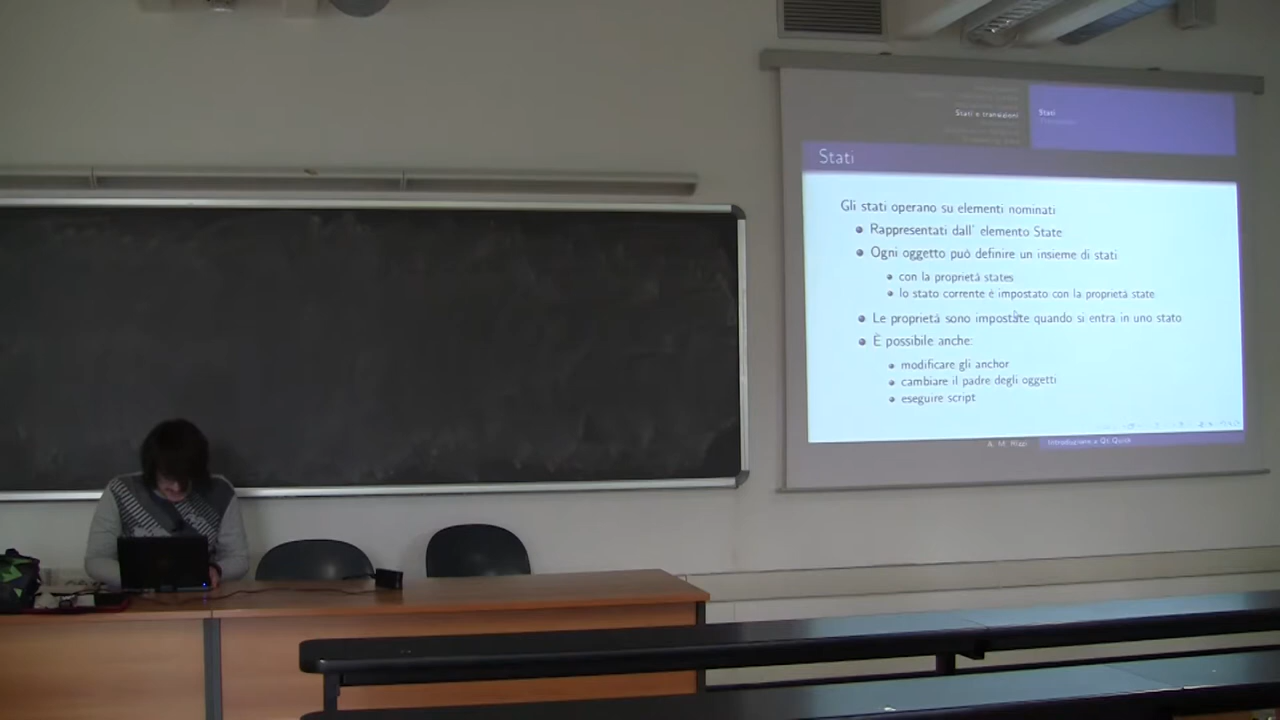 Stati e transizioni
Stati
Stati
Gli stati operano su elementi nominati
Rappresentati dall' elemento State
Ogni oggetto può definire un insieme di stati
con la proprietà states
lo stato corrente è impostato con la proprietà state
Le proprietà sono impostate quando si entra in uno stato
È possibile anche:
modificare gli anchor
cambiare il padre degli oggetti
eseguire script
Introduzione a Qt Quick